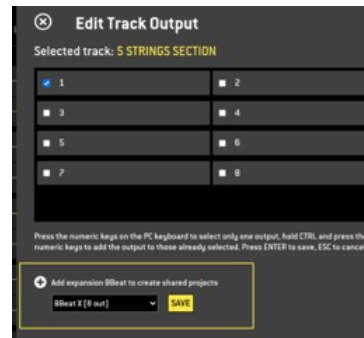 Edit Track Output
Selected track: 5 STRINGS SECTION
1 2
3 4
5 6
7 8
Press the numeric keys on the PC keyboard to select only one output, hold CTRL and press the
numeric keys to add the output to those already selected. Press ENTER to save, ESC to cancel
Add expansion BBeat to create shared projects
BBeat X [8 out] SAVE